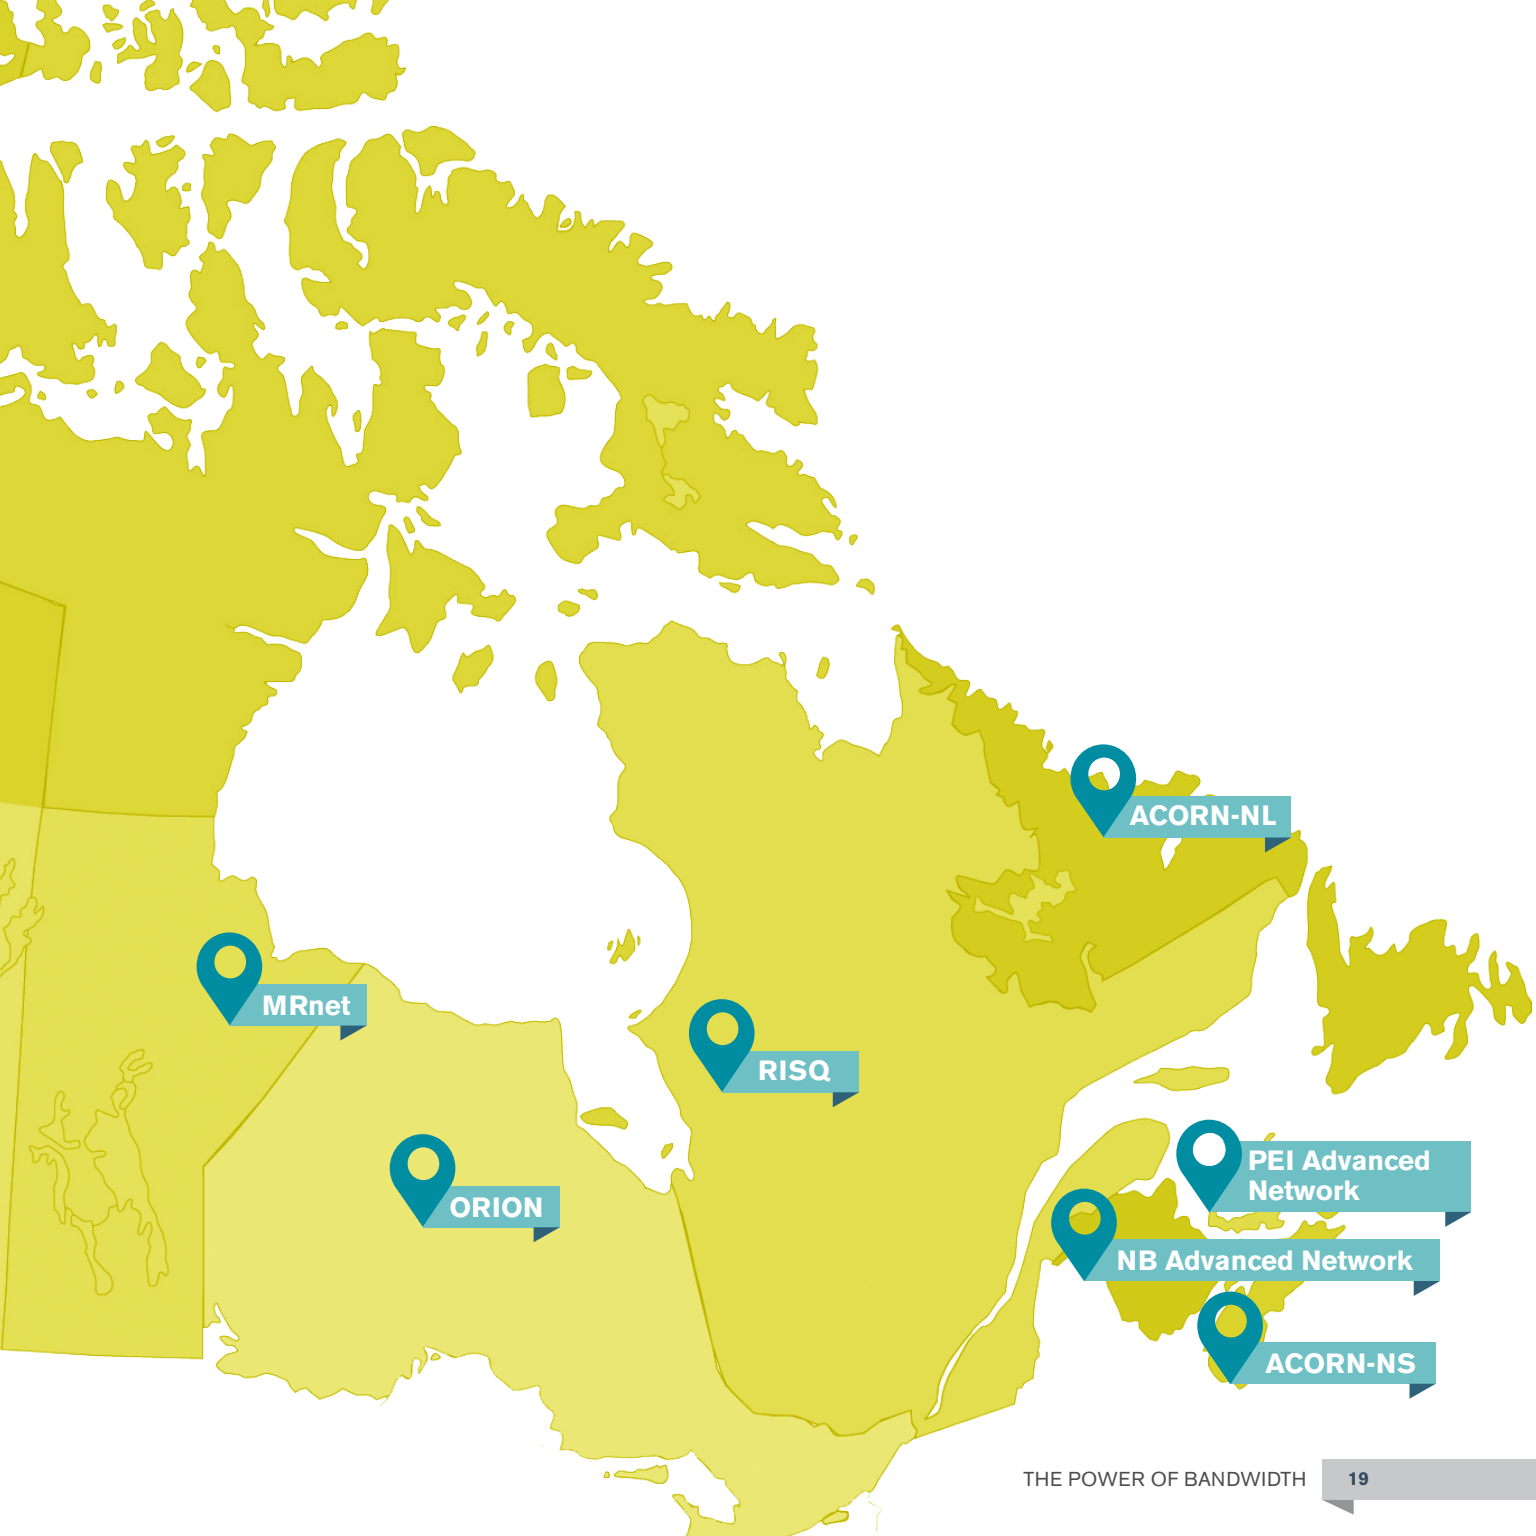 ACORN-NL
MRnet
RISQ
ORION
PEI Advanced
Network
NB Advanced Network
ACORN-NS
THE POWER OF BANDWIDTH
19